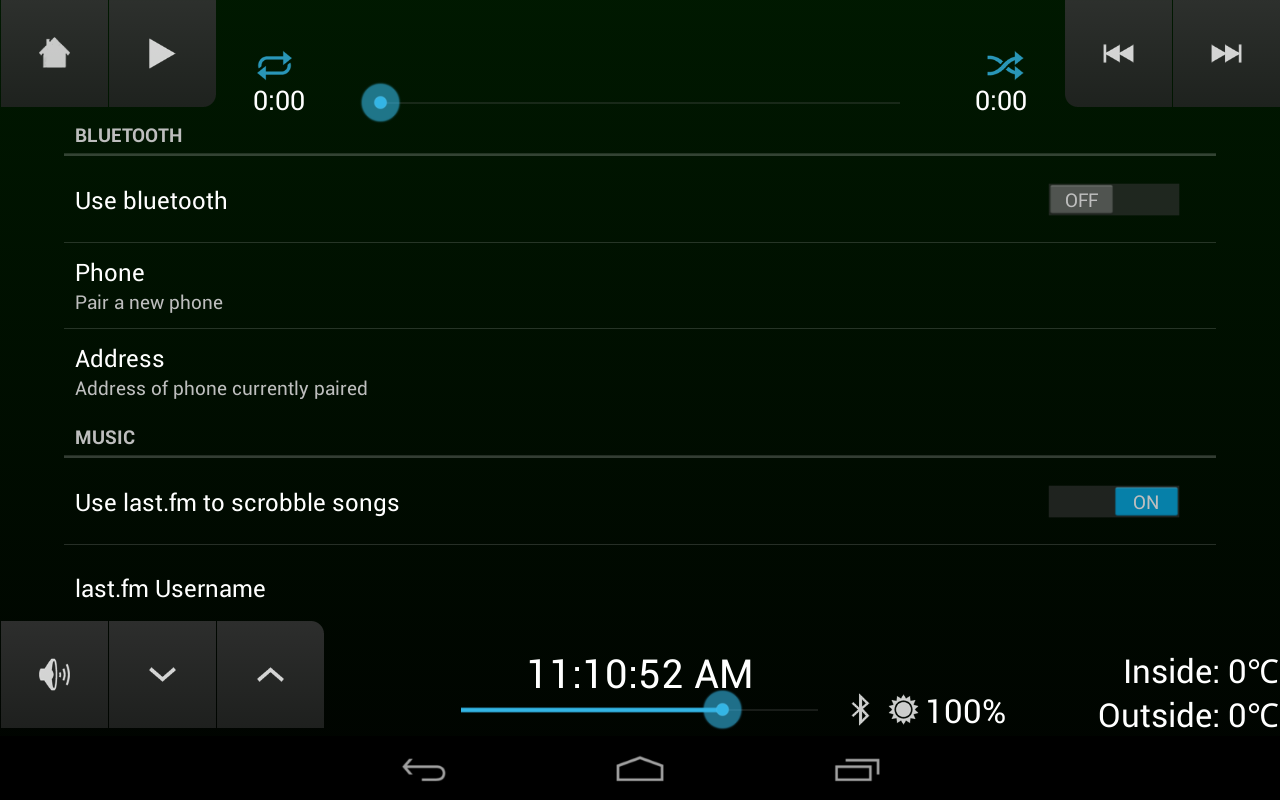 0:00
0:00
BLUETOOTH
Use bluetooth
OFF
Phone
Pair a new phone
Address
Address of phone currently paired
MUSIC
Use last.fm to scrobble songs
ON
last.fm Username
11:10:52 AM
100%
Inside: 0°C
Outside: 0°C